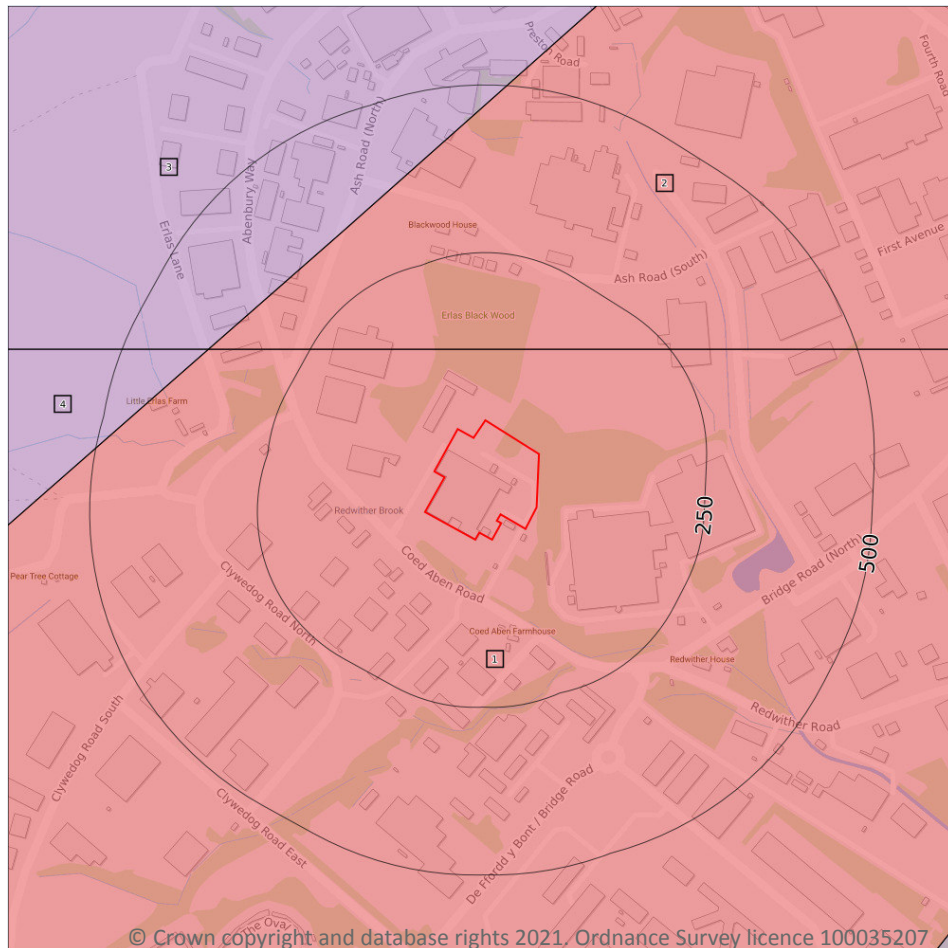 Preston Road
Fourth Road
Ash Road (North)
3
Abenbury Way
2
Erlas Lane
Blackwood House
First Avenue
Ash Road (South)
Erlas Black Wood
4
Little Erlas Farm
Redwither Brook
250
500
Pear Tree Cottage
Coed Aben Road
Bridge Road (North)
Clywedog Road North
Coed Aben Farmhouse
1
Redwither House
Redwither Road
Clywedog Road South
De Ffordd y Bont / Bridge Road
Clywedog Road East
The Oval
© Crown copyright and database rights 2021. Ordnance Survey licence 100035207